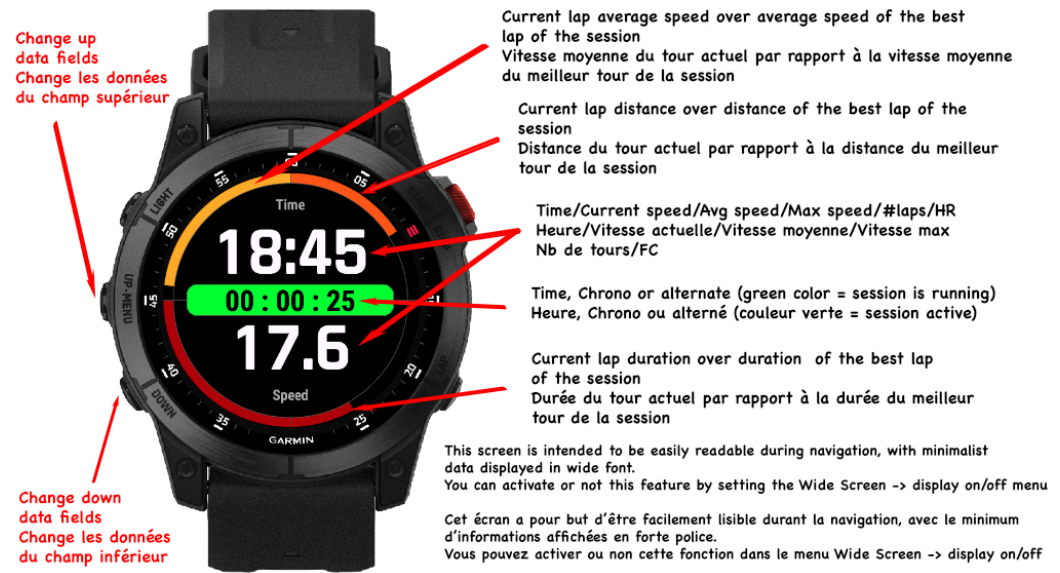 Change up
data fields
Change les données
du champ supérieur
Current lap average speed over average speed of the best
lap of the session
Vitesse moyenne du tour actuel par rapport à la vitesse moyenne
du meilleur tour de la session
Current lap distance over distance of the best lap of the
session
Distance du tour actuel par rapport à la distance du meilleur
tour de la session
Time/Current speed/Avg speed/Max speed/#laps/HR
Heure/Vitesse actuelle/Vitesse moyenne/Vitesse max
Nb de tours/FC
Time, Chrono or alternate (green color = session is running)
Heure, Chrono ou alterné (couleur verte = session active)
Current lap duration over duration of the best lap
of the session
Durée du tour actuel par rapport à la durée du meilleur
tour de la session
LIGHT
UP·MENU
DOWN
LAP
55
05
50
45
40
20
35
25
Time
18:45
00 : 00 : 25
17.6
Speed
GARMIN
Change down
data fields
Change les données
du champ inférieur
This screen is intended to be easily readable during navigation, with minimalist
data displayed in wide font.
You can activate or not this feature by setting the Wide Screen -> display on/off menu
Cet écran a pour but d'être facilement lisible durant la navigation, avec le minimum
d'informations affichées en forte police.
Vous pouvez activer ou non cette fonction dans le menu Wide Screen -> display on/off